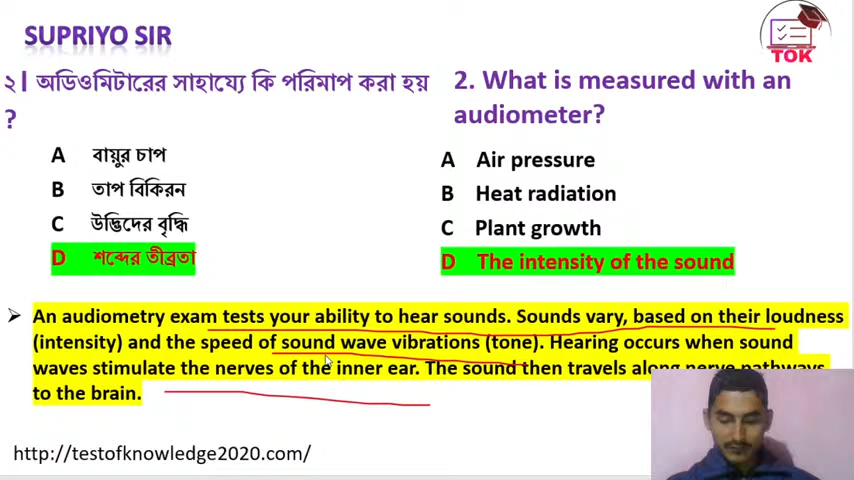 SUPRIYO SIR
TOK
২। অডিওমিটারের সাহায্যে কি পরিমাপ করা হয়
?
A বায়ুর চাপ
B তাপ বিকিরন
C উদ্ভিদের বৃদ্ধি
D শব্দের তীব্রতা
2. What is measured with an
audiometer?
A Air pressure
B Heat radiation
C Plant growth
D The intensity of the sound
An audiometry exam tests your ability to hear sounds. Sounds vary, based on their loudness
(intensity) and the speed of sound wave vibrations (tone). Hearing occurs when sound
waves stimulate the nerves of the inner ear. The sound then travels along nerve pathways
to the brain.
http://testofknowledge2020.com/